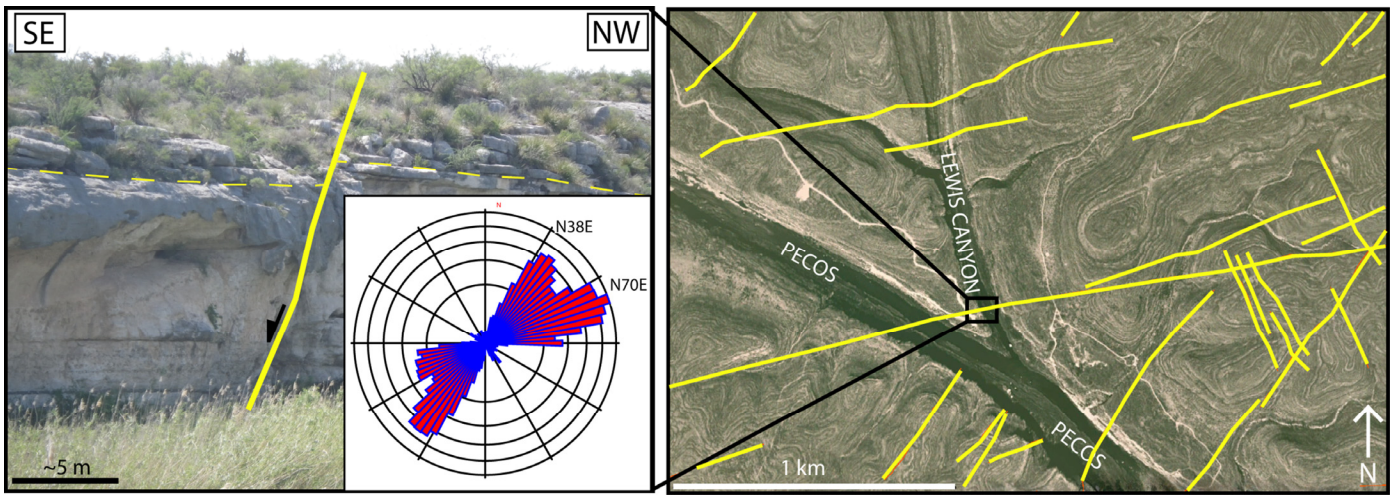 SE
NW
N
N38E
N70E
~5 m
LEWIS CANYON
PECOS
PECOS
1 km
N